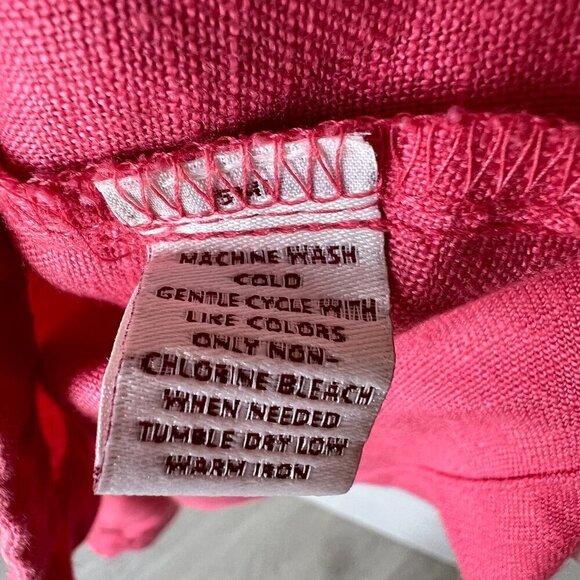 MACHINE WASH
COLD
GENTLE CYCLE WITH
LIKE COLORS
ONLY NON-
CHLORINE BLEACH
WHEN NEEDED
TUMBLE DRY LOW
WARM IRON